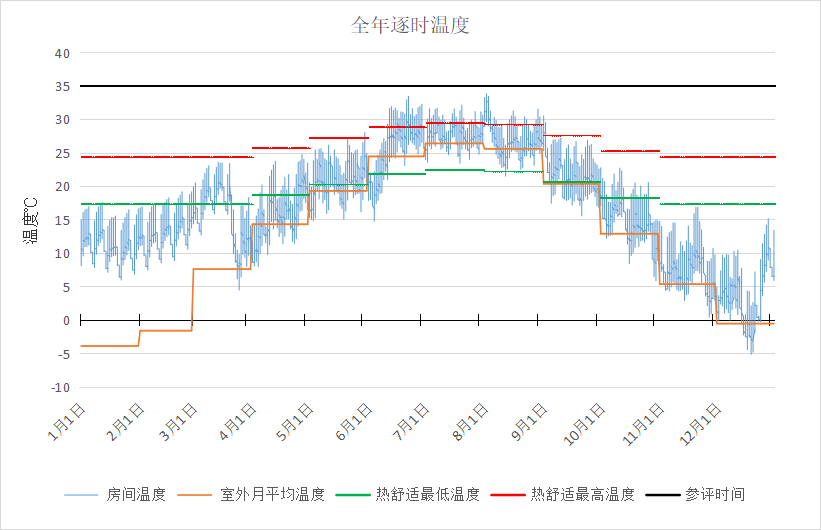 全年逐时温度
40
35
30
25
20
15
10
5
0
-5
-10
温度℃
1月1日
2月1日
3月1日
4月1日
5月1日
6月1日
7月1日
8月1日
9月1日
10月1日
11月1日
12月1日
房间温度 室外月平均温度 热舒适最低温度 热舒适最高温度 参评时间